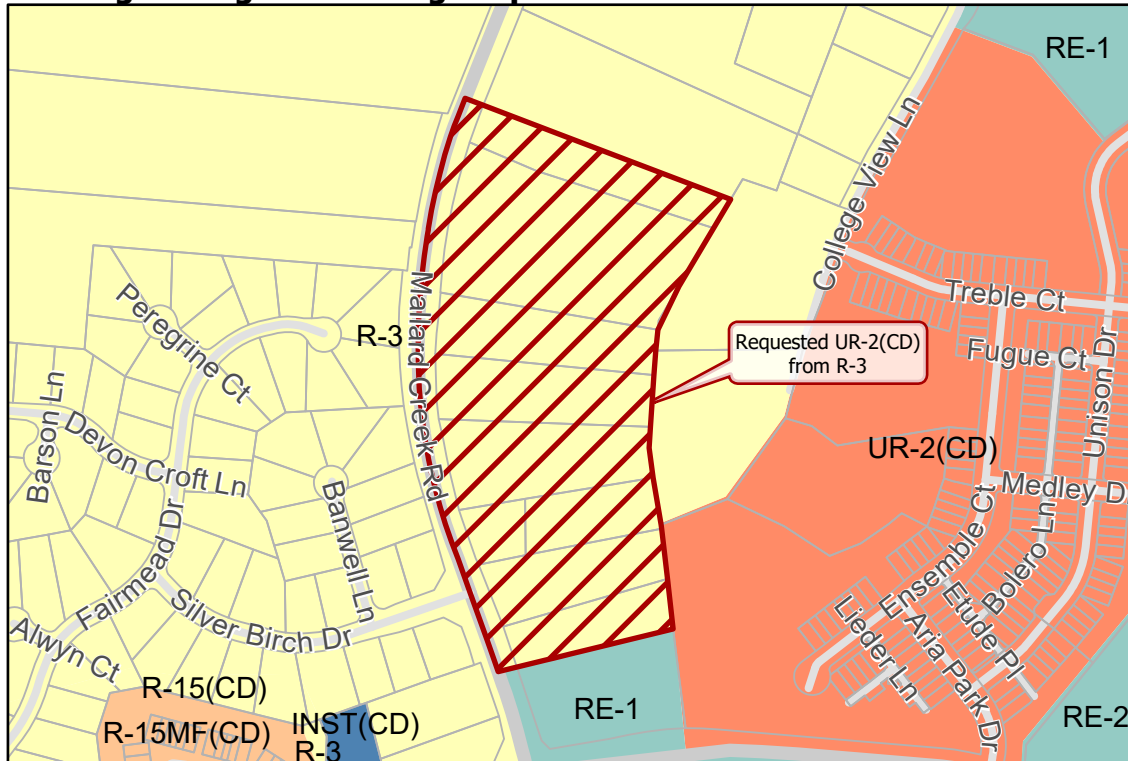 RE-1
College View Ln
Treble Ct
Fugue Ct
Unison Dr
Mallard Creek Rd
Peregrine Ct
R-3
Requested UR-2(CD)
from R-3
Barson Ln
Devon Croft Ln
UR-2(CD)
Medley D
Banwell Ln
Fairmead Dr
Ensemble Ct
Bolero Ln
Etude Pl
Silver Birch Dr
Lieder Ln
Aria Park Dr
Alwyn Ct
R-15(CD)
R-15MF(CD)
INST(CD)
R-3
RE-1
RE-2